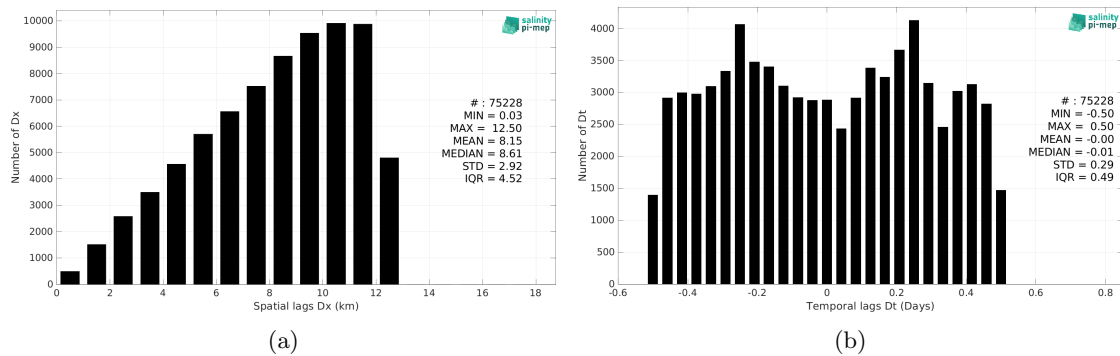 10000
9000
8000
7000
6000
5000
4000
3000
2000
1000
0
Number of Dx
0 2 4 6 8 10 12 14 16 18
Spatial lags Dx (km)
salinity
pi-mep
# : 75228
MIN = 0.03
MAX = 12.50
MEAN = 8.15
MEDIAN = 8.61
STD = 2.92
IQR = 4.52
(a)
4000
3500
3000
2500
2000
1500
1000
500
0
Number of Dt
-0.6 -0.4 -0.2 0 0.2 0.4 0.6 0.8
Temporal lags Dt (Days)
salinity
pi-mep
# : 75228
MIN = -0.50
MAX = 0.50
MEAN = -0.00
MEDIAN = -0.01
STD = 0.29
IQR = 0.49
(b)